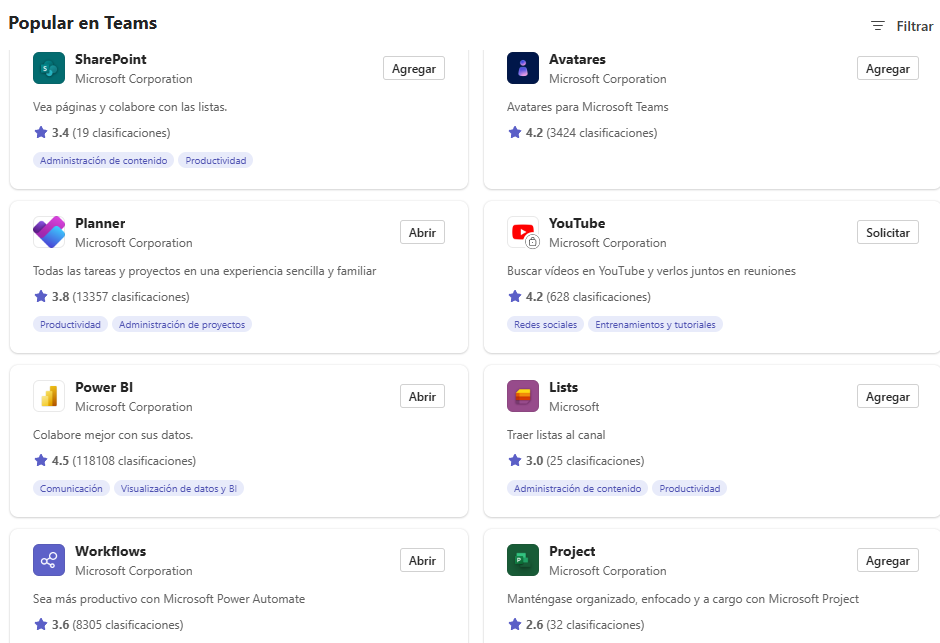 Popular en Teams
Filtrar
SharePoint
Microsoft Corporation
Agregar
Vea páginas y colabore con las listas.
3.4 (19 clasificaciones)
Administración de contenido Productividad
Avatares
Microsoft Corporation
Agregar
Avatares para Microsoft Teams
4.2 (3424 clasificaciones)
Planner
Microsoft Corporation
Abrir
Todas las tareas y proyectos en una experiencia sencilla y familiar
3.8 (13357 clasificaciones)
Productividad Administración de proyectos
YouTube
Microsoft Corporation
Solicitar
Buscar vídeos en YouTube y verlos juntos en reuniones
4.2 (628 clasificaciones)
Redes sociales Entrenamientos y tutoriales
Power BI
Microsoft Corporation
Abrir
Colabore mejor con sus datos.
4.5 (118108 clasificaciones)
Comunicación Visualización de datos y BI
Lists
Microsoft
Agregar
Traer listas al canal
3.0 (25 clasificaciones)
Administración de contenido Productividad
Workflows
Microsoft Corporation
Abrir
Sea más productivo con Microsoft Power Automate
3.6 (8305 clasificaciones)
Project
Microsoft Corporation
Agregar
Manténgase organizado, enfocado y a cargo con Microsoft Project
2.6 (32 clasificaciones)